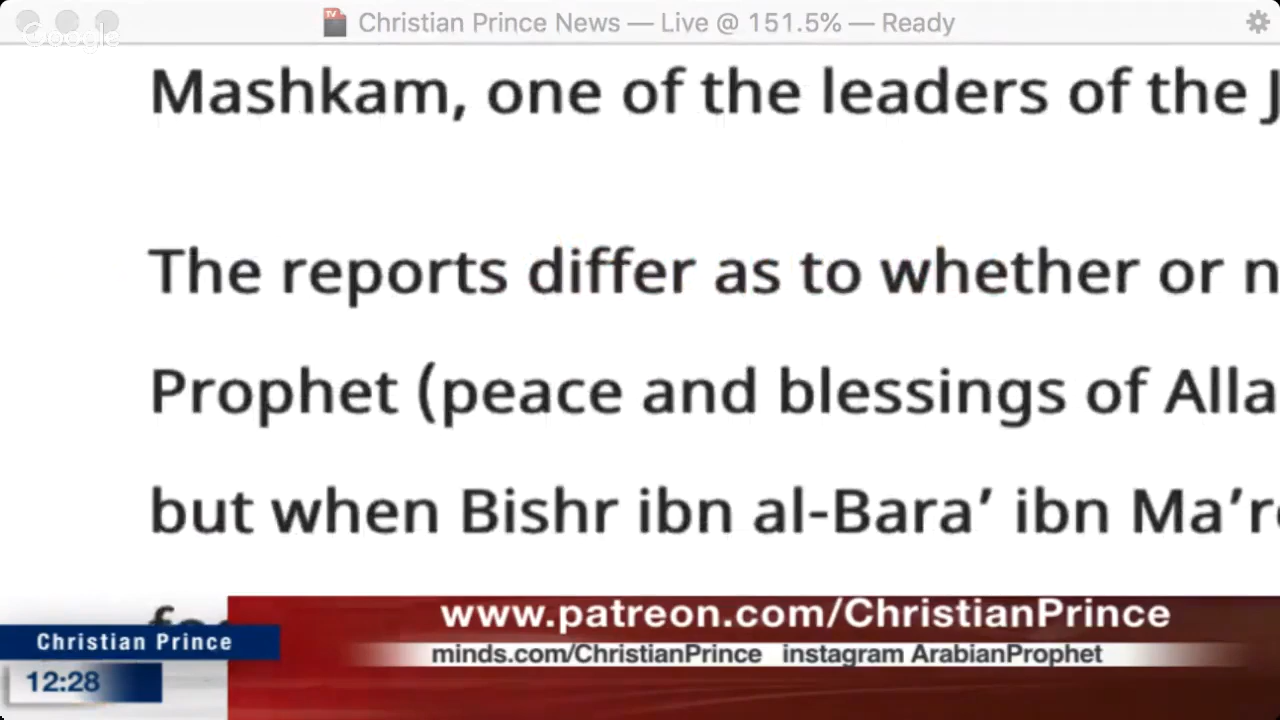 Christian Prince News — Live @ 151.5% — Ready
Google
Mashkam, one of the leaders of the J
The reports differ as to whether or n
Prophet (peace and blessings of Alla
but when Bishr ibn al-Bara’ ibn Ma’r
www.patreon.com/ChristianPrince
Christian Prince
minds.com/ChristianPrince instagram ArabianProphet
12:28